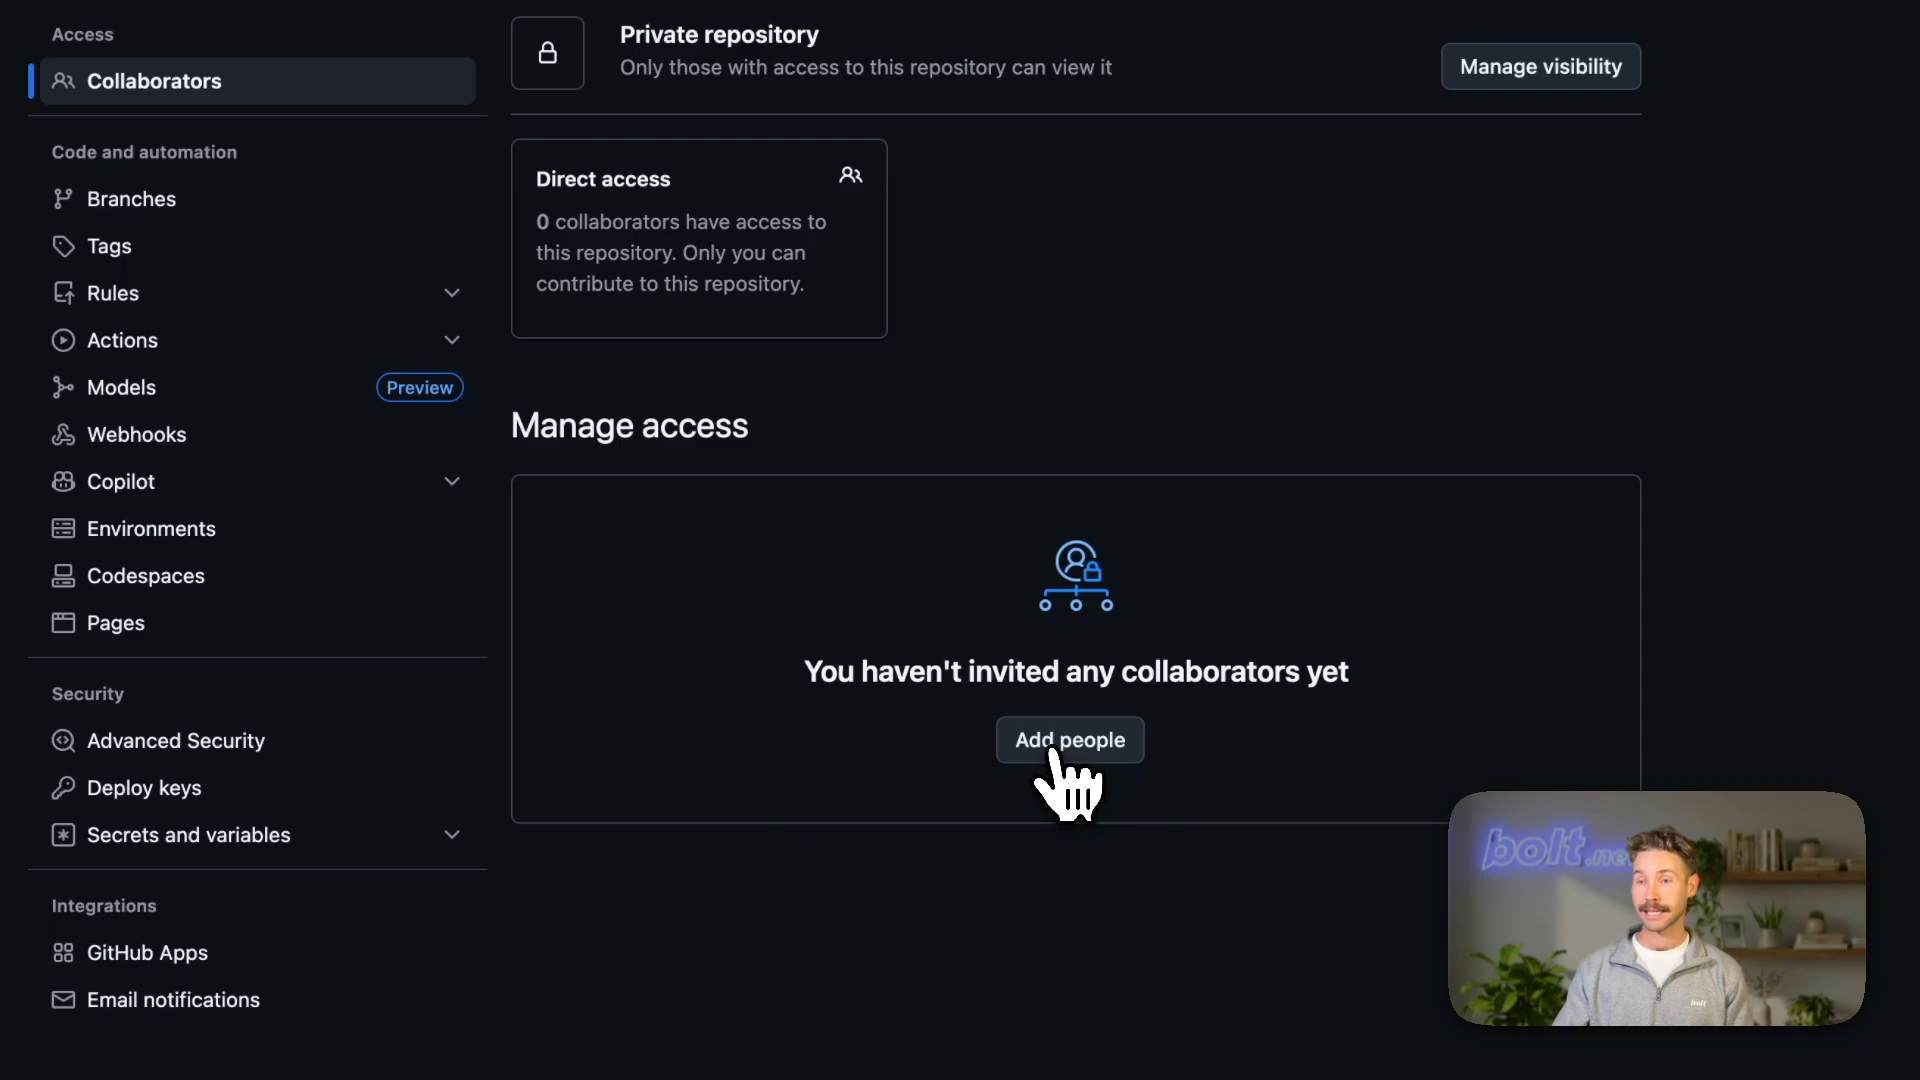 Access
Collaborators
Code and automation
Branches
Tags
Rules
Actions
Models
Preview
Webhooks
Copilot
Environments
Codespaces
Pages
Security
Advanced Security
Deploy keys
Secrets and variables
Integrations
GitHub Apps
Email notifications
Private repository
Only those with access to this repository can view it
Manage visibility
Direct access
0 collaborators have access to
this repository. Only you can
contribute to this repository.
Manage access
You haven't invited any collaborators yet
Add people
bolt.ne
bolt